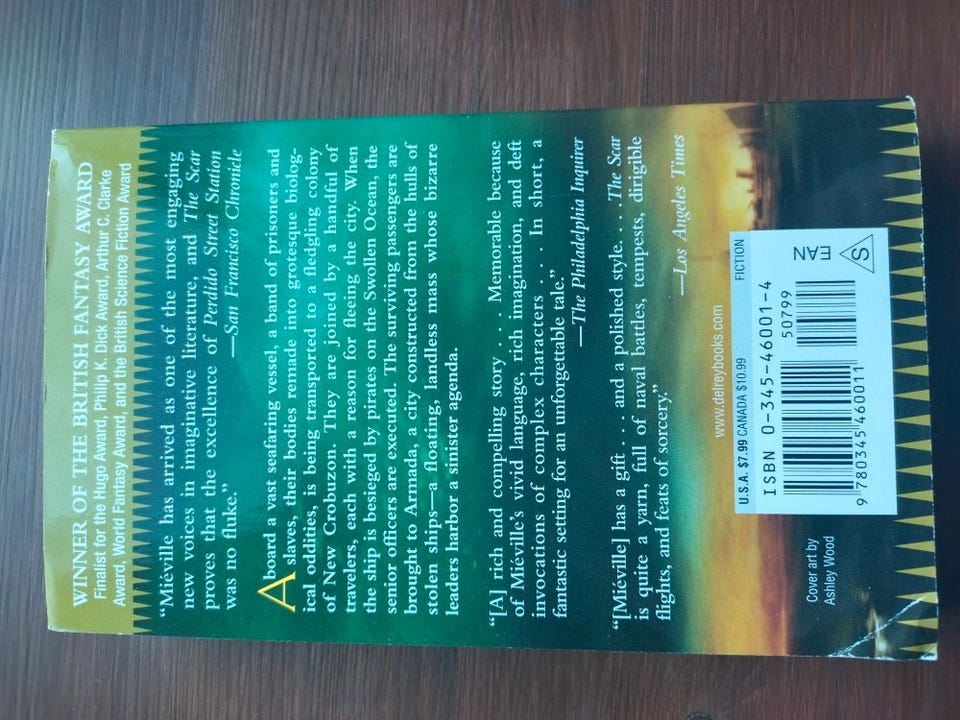 WINNER OF THE BRITISH FANTASY AWARD
Finalist for the Hugo Award, Philip K. Dick Award, Arthur C. Clarke
Award, World Fantasy Award, and the British Science Fiction Award
“Miéville has arrived as one of the most engaging
new voices in imaginative literature, and The Scar
proves that the excellence of Perdido Street Station
was no fluke.”
—San Francisco Chronicle
Aboard a vast seafaring vessel, a band of prisoners and
slaves, their bodies remade into grotesque biolog-
ical oddities, is being transported to a fledgling colony
of New Crobuzon. They are joined by a handful of
travelers, each with a reason for fleeing the city. When
the ship is besieged by pirates on the Swollen Ocean, the
senior officers are executed. The surviving passengers are
brought to Armada, a city constructed from the hulls of
stolen ships—a floating, landless mass whose bizarre
leaders harbor a sinister agenda.
“[A] rich and compelling story . . . Memorable because
of Miéville’s vivid language, rich imagination, and deft
invocations of complex characters . . . . In short, a
fantastic setting for an unforgettable tale.”
—The Philadelphia Inquirer
“[Miéville] has a gift . . . and a polished style. . . . The Scar
is quite a yarn, full of naval battles, tempests, dirigible
flights, and feats of sorcery.”
—Los Angeles Times
www.delreybooks.com
U.S.A. $7.99 CANADA $10.99
FICTION
ISBN 0-345-46001-4
50799
EAN
S
9 780345 460011
Cover art by
Ashley Wood